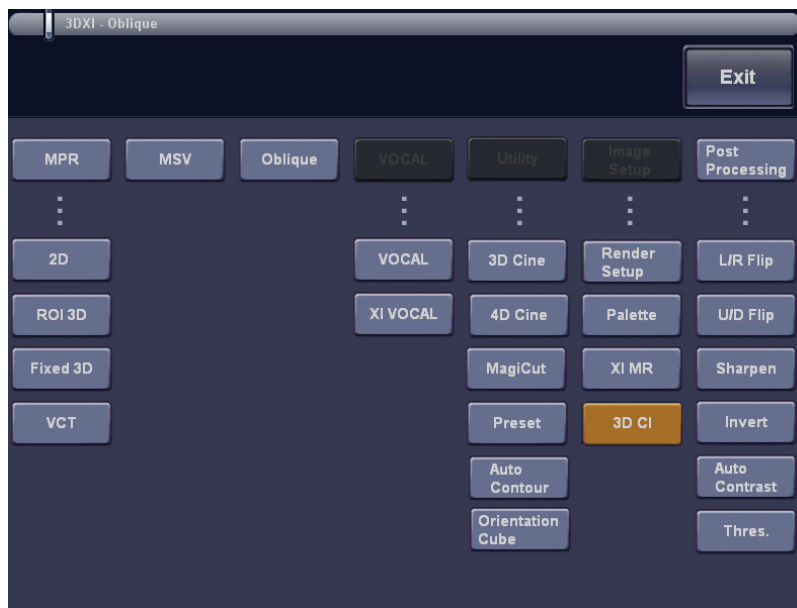 3DXI - Oblique
Exit
MPR
MSV
Oblique
VOCAL
Utility
Image
Setup
Post
Processing
2D
VOCAL
3D Cine
Render
Setup
L/R Flip
ROI 3D
XI VOCAL
4D Cine
Palette
U/D Flip
Fixed 3D
MagiCut
XI MR
Sharpen
VCT
Preset
3D CI
Invert
Auto
Contour
Auto
Contrast
Orientation
Cube
Thres.